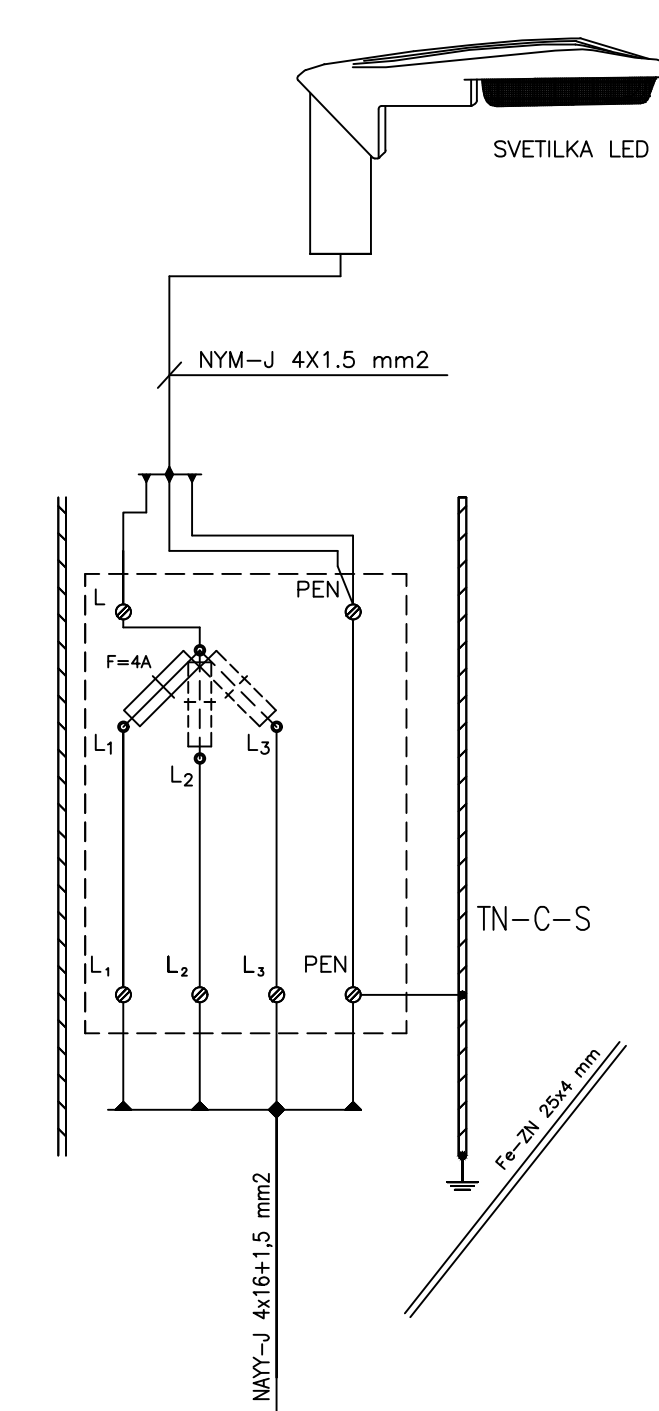 SVETILKA LED
NYM-J 4X1.5 mm2
L
PEN
F=4A
L1
L2
L3
TN-C-S
L1
L2
L3
PEN
Fe-ZN 25x4 mm
NAYY-J 4x16+1,5 mm2